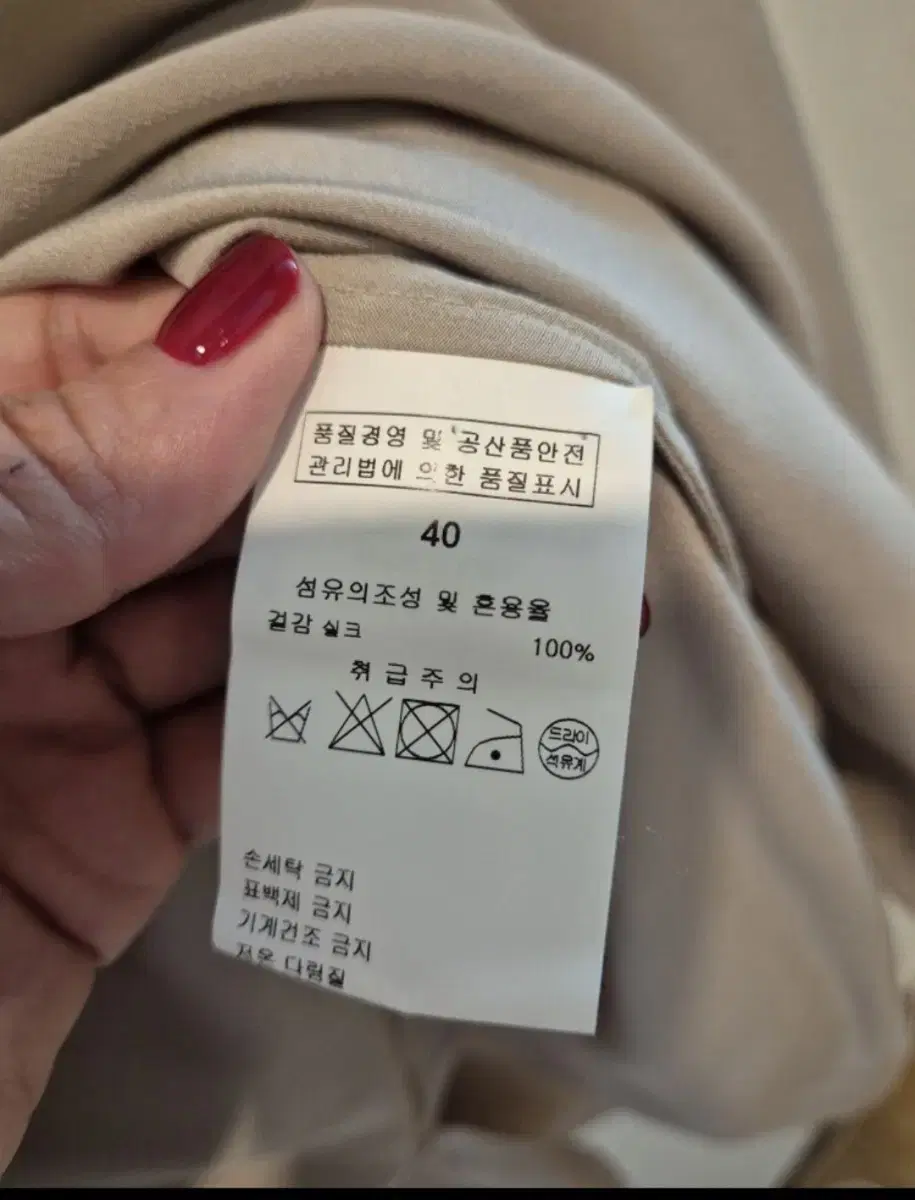 품질경영 및 공산품안전
관리법에 의한 품질표시
40
섬유의조성 및 혼용율
겉감 실크 100%
취급주의
드라이
석유계
손세탁 금지
표백제 금지
기계건조 금지
저온 다림질